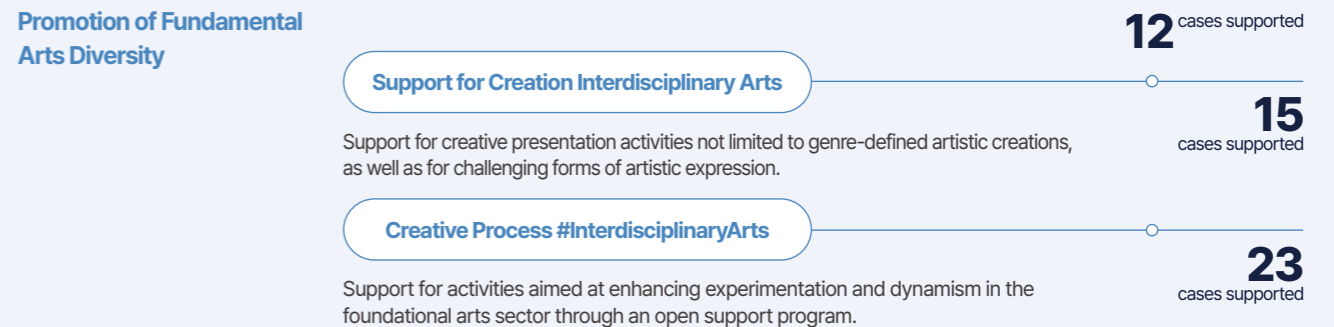 Promotion of Fundamental
Arts Diversity
12 cases supported
Support for Creation Interdisciplinary Arts
15
cases supported
Support for creative presentation activities not limited to genre-defined artistic creations,
as well as for challenging forms of artistic expression.
Creative Process #InterdisciplinaryArts
23
cases supported
Support for activities aimed at enhancing experimentation and dynamism in the
foundational arts sector through an open support program.